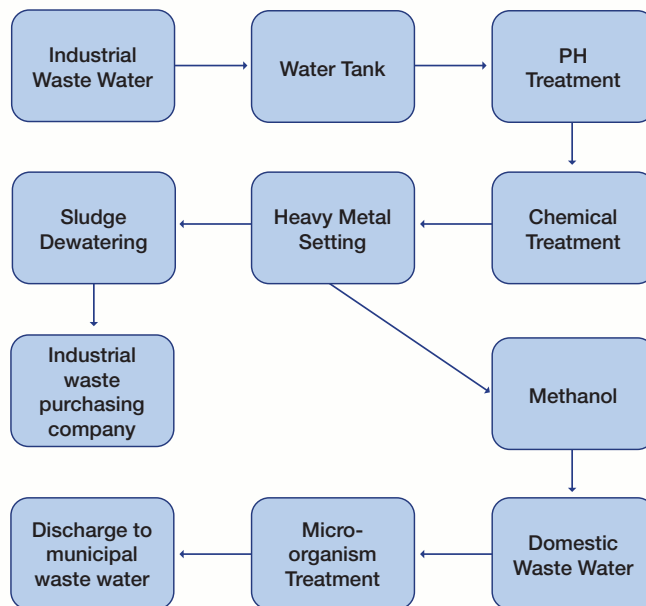 Industrial
Waste Water
Water Tank
PH
Treatment
Sludge
Dewatering
Heavy Metal
Setting
Chemical
Treatment
Industrial
waste
purchasing
company
Methanol
Discharge to
municipal
waste water
Micro-
organism
Treatment
Domestic
Waste Water